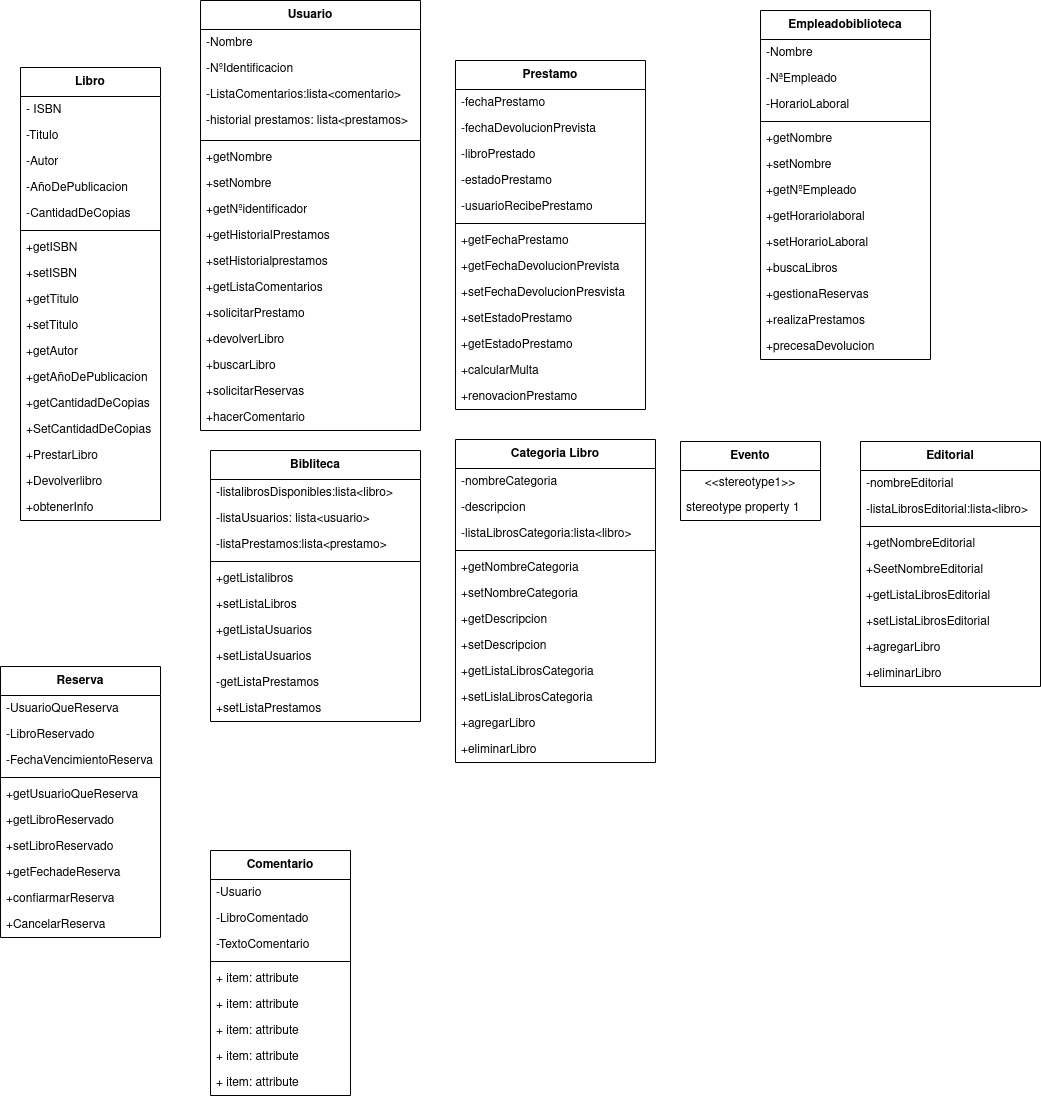 Libro
- ISBN
-Titulo
-Autor
-AñoDePublicacion
-CantidadDeCopias
+getISBN
+setISBN
+getTitulo
+setTitulo
+getAutor
+getAñoDePublicacion
+getCantidadDeCopias
+SetCantidadDeCopias
+PrestarLibro
+Devolverlibro
+obtenerInfo
Usuario
-Nombre
-NºIdentificacion
-ListaComentarios:lista<comentario>
-historial prestamos: lista<prestamos>
+getNombre
+setNombre
+getNºidentificador
+getHistorialPrestamos
+setHistorialprestamos
+getListaComentarios
+solicitarPrestamo
+devolverLibro
+buscarLibro
+solicitarReservas
+hacerComentario
Prestamo
-fechaPrestamo
-fechaDevolucionPrevista
-libroPrestado
-estadoPrestamo
-usuarioRecibePrestamo
+getFechaPrestamo
+getFechaDevolucionPrevista
+setFechaDevolucionPresvista
+setEstadoPrestamo
+getEstadoPrestamo
+calcularMulta
+renovacionPrestamo
Empleadobiblioteca
-Nombre
-NªEmpleado
-HorarioLaboral
+getNombre
+setNombre
+getNºEmpleado
+getHorariolaboral
+setHorarioLaboral
+buscaLibros
+gestionaReservas
+realizaPrestamos
+precesaDevolucion
Bibliteca
-listalibrosDisponibles:lista<libro>
-listaUsuarios: lista<usuario>
-listaPrestamos:lista<prestamo>
+getListalibros
+setListaLibros
+getListaUsuarios
+setListaUsuarios
-getListaPrestamos
+setListaPrestamos
Categoria Libro
-nombreCategoria
-descripcion
-listaLibrosCategoria:lista<libro>
+getNombreCategoria
+setNombreCategoria
+getDescripcion
+setDescripcion
+getListaLibrosCategoria
+setLislaLibrosCategoria
+agregarLibro
+eliminarLibro
Evento
<<stereotype1>>
stereotype property 1
Editorial
-nombreEditorial
-listaLibrosEditorial:lista<libro>
+getNombreEditorial
+SeetNombreEditorial
+getListaLibrosEditorial
+setListaLibrosEditorial
+agregarLibro
+eliminarLibro
Reserva
-UsuarioQueReserva
-LibroReservado
-FechaVencimientoReserva
+getUsuarioQueReserva
+getLibroReservado
+setLibroReservado
+getFechadeReserva
+confiarmarReserva
+CancelarReserva
Comentario
-Usuario
-LibroComentado
-TextoComentario
+ item: attribute
+ item: attribute
+ item: attribute
+ item: attribute
+ item: attribute